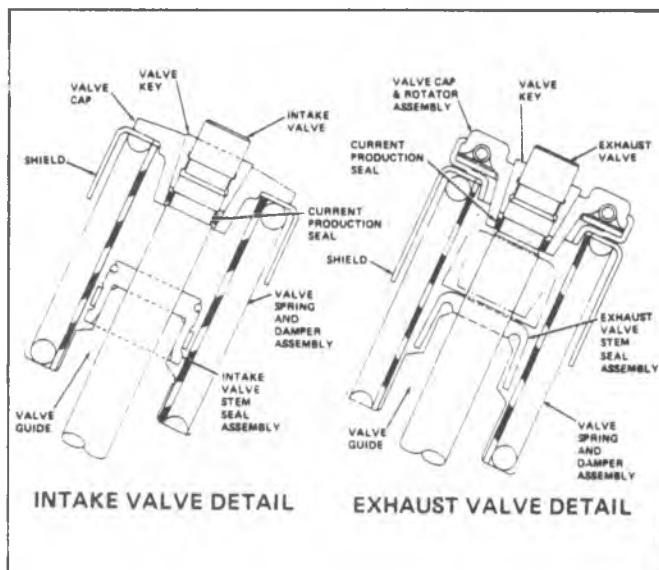 VALVE
CAP
VALVE
KEY
INTAKE
VALVE
SHIELD
CURRENT
PRODUCTION
SEAL
VALVE
SPRING
AND
DAMPER
ASSEMBLY
INTAKE
VALVE
STEM
SEAL
ASSEMBLY
VALVE
GUIDE
INTAKE VALVE DETAIL
VALVE CAP
& ROTATOR
ASSEMBLY
VALVE
KEY
EXHAUST
VALVE
CURRENT
PRODUCTION
SEAL
SHIELD
EXHAUST
VALVE
STEM
SEAL
ASSEMBLY
VALVE
GUIDE
VALVE
SPRING
AND
DAMPER
ASSEMBLY
EXHAUST VALVE DETAIL